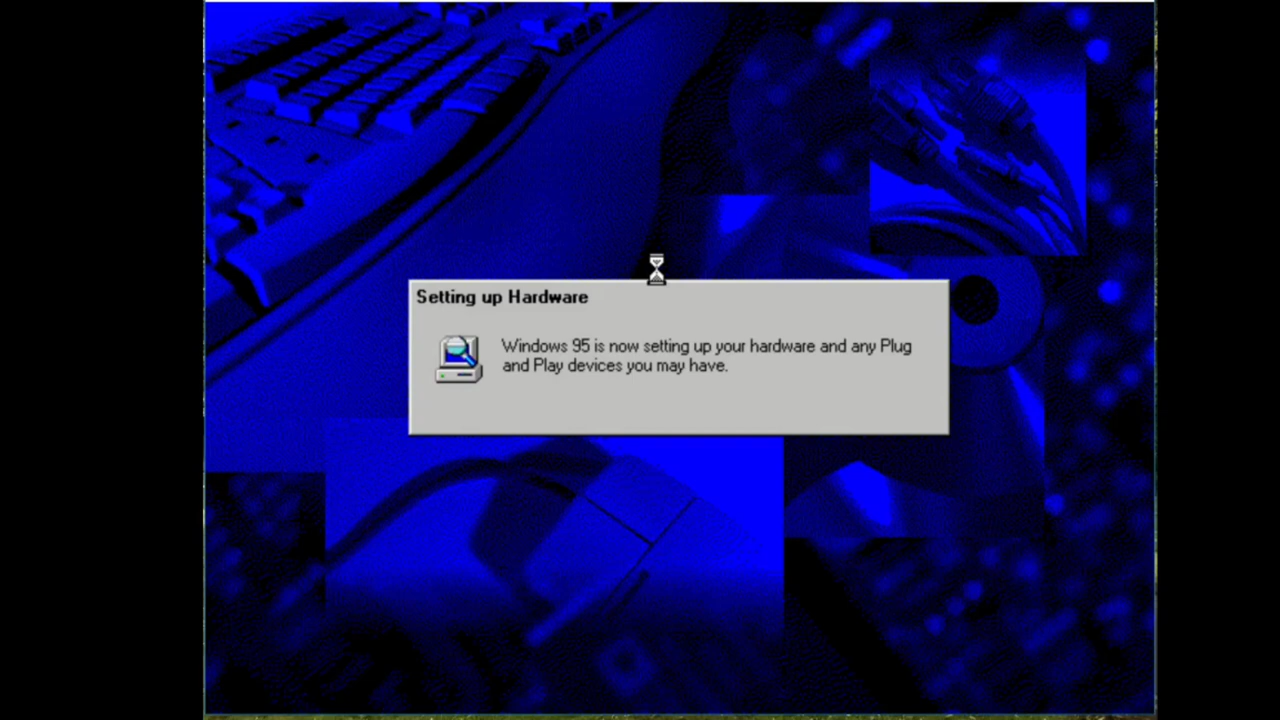 Setting up Hardware
Windows 95 is now setting up your hardware and any Plug
and Play devices you may have.